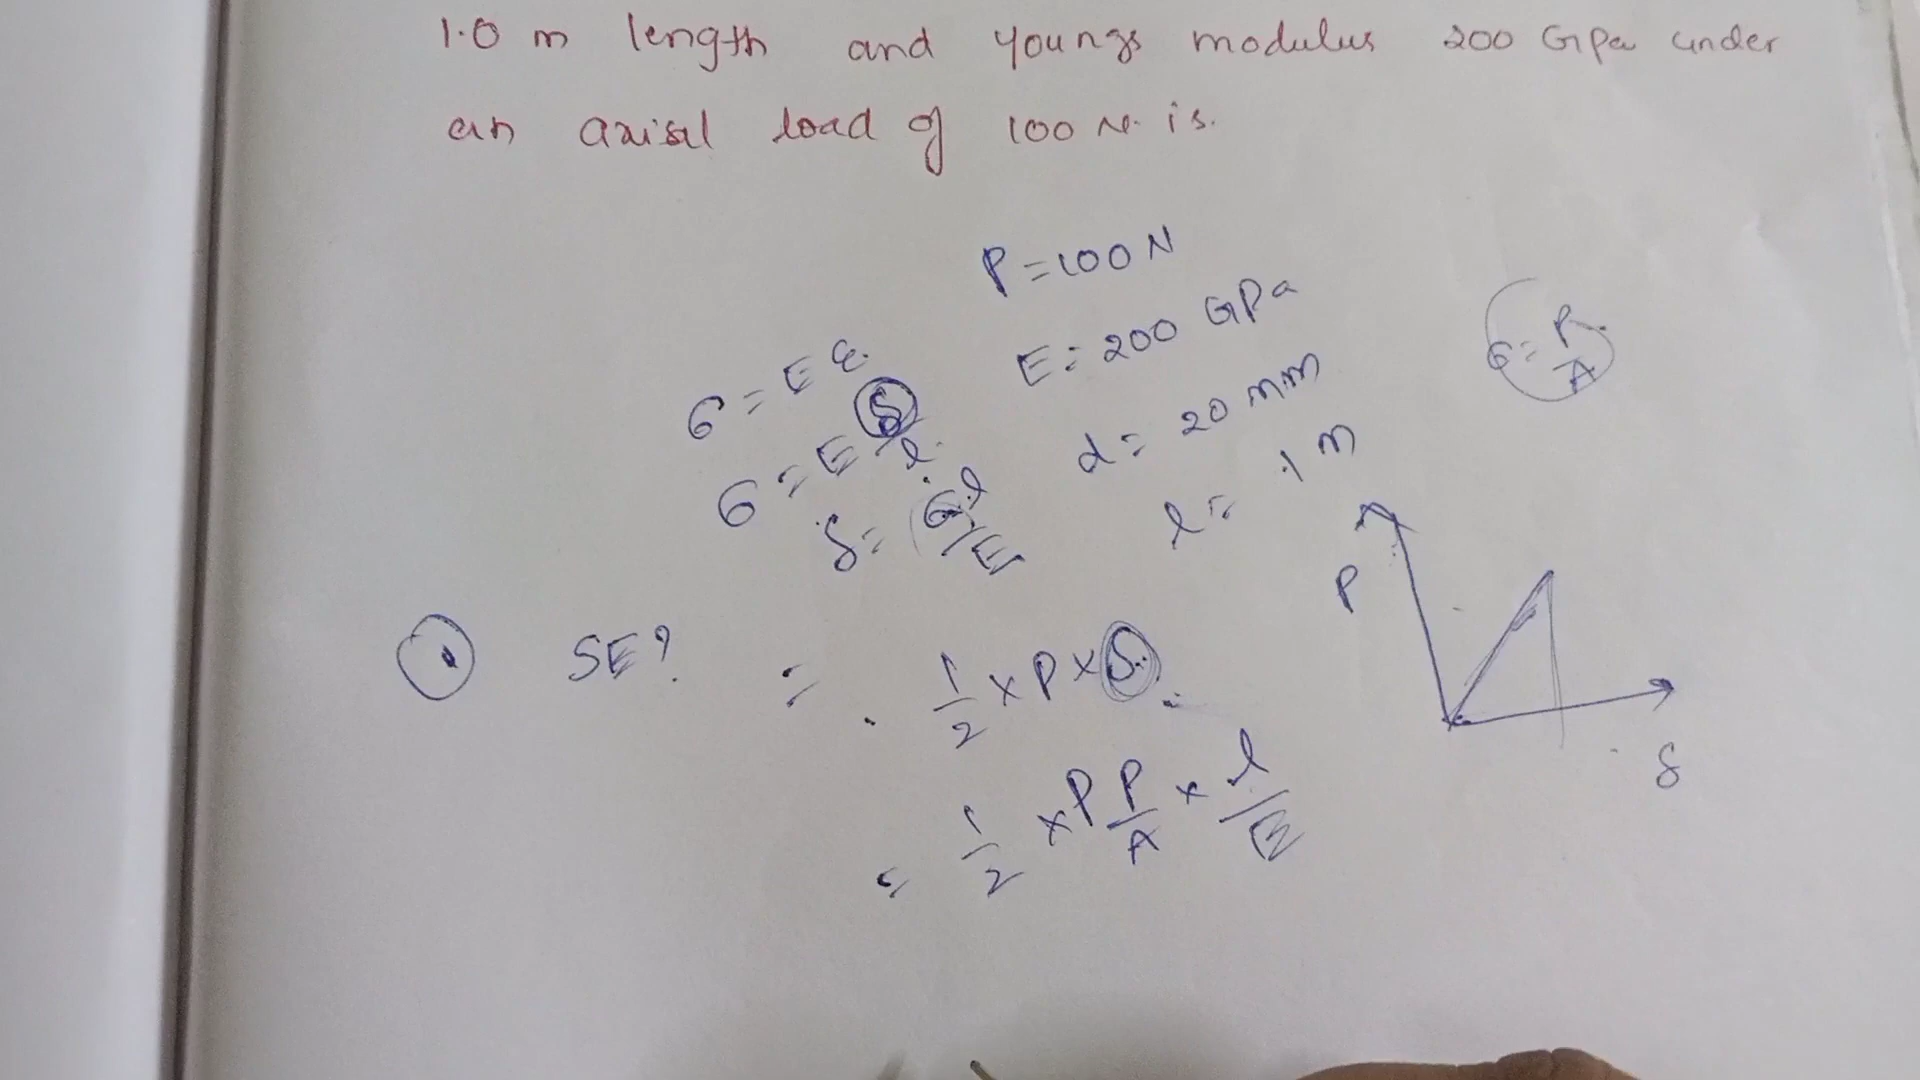 1.0 m length and youngs modulus 200 GPa under
an axial load of 100 N. is.
P = 100 N
E = 200 GPa
d = 20 mm
l = 1 m
σ = P/A
σ = E ε
σ = E δ/l
δ = σl/E
SE? = 1/2 × P × δ
= 1/2 × P P/A × l/E
P
δ